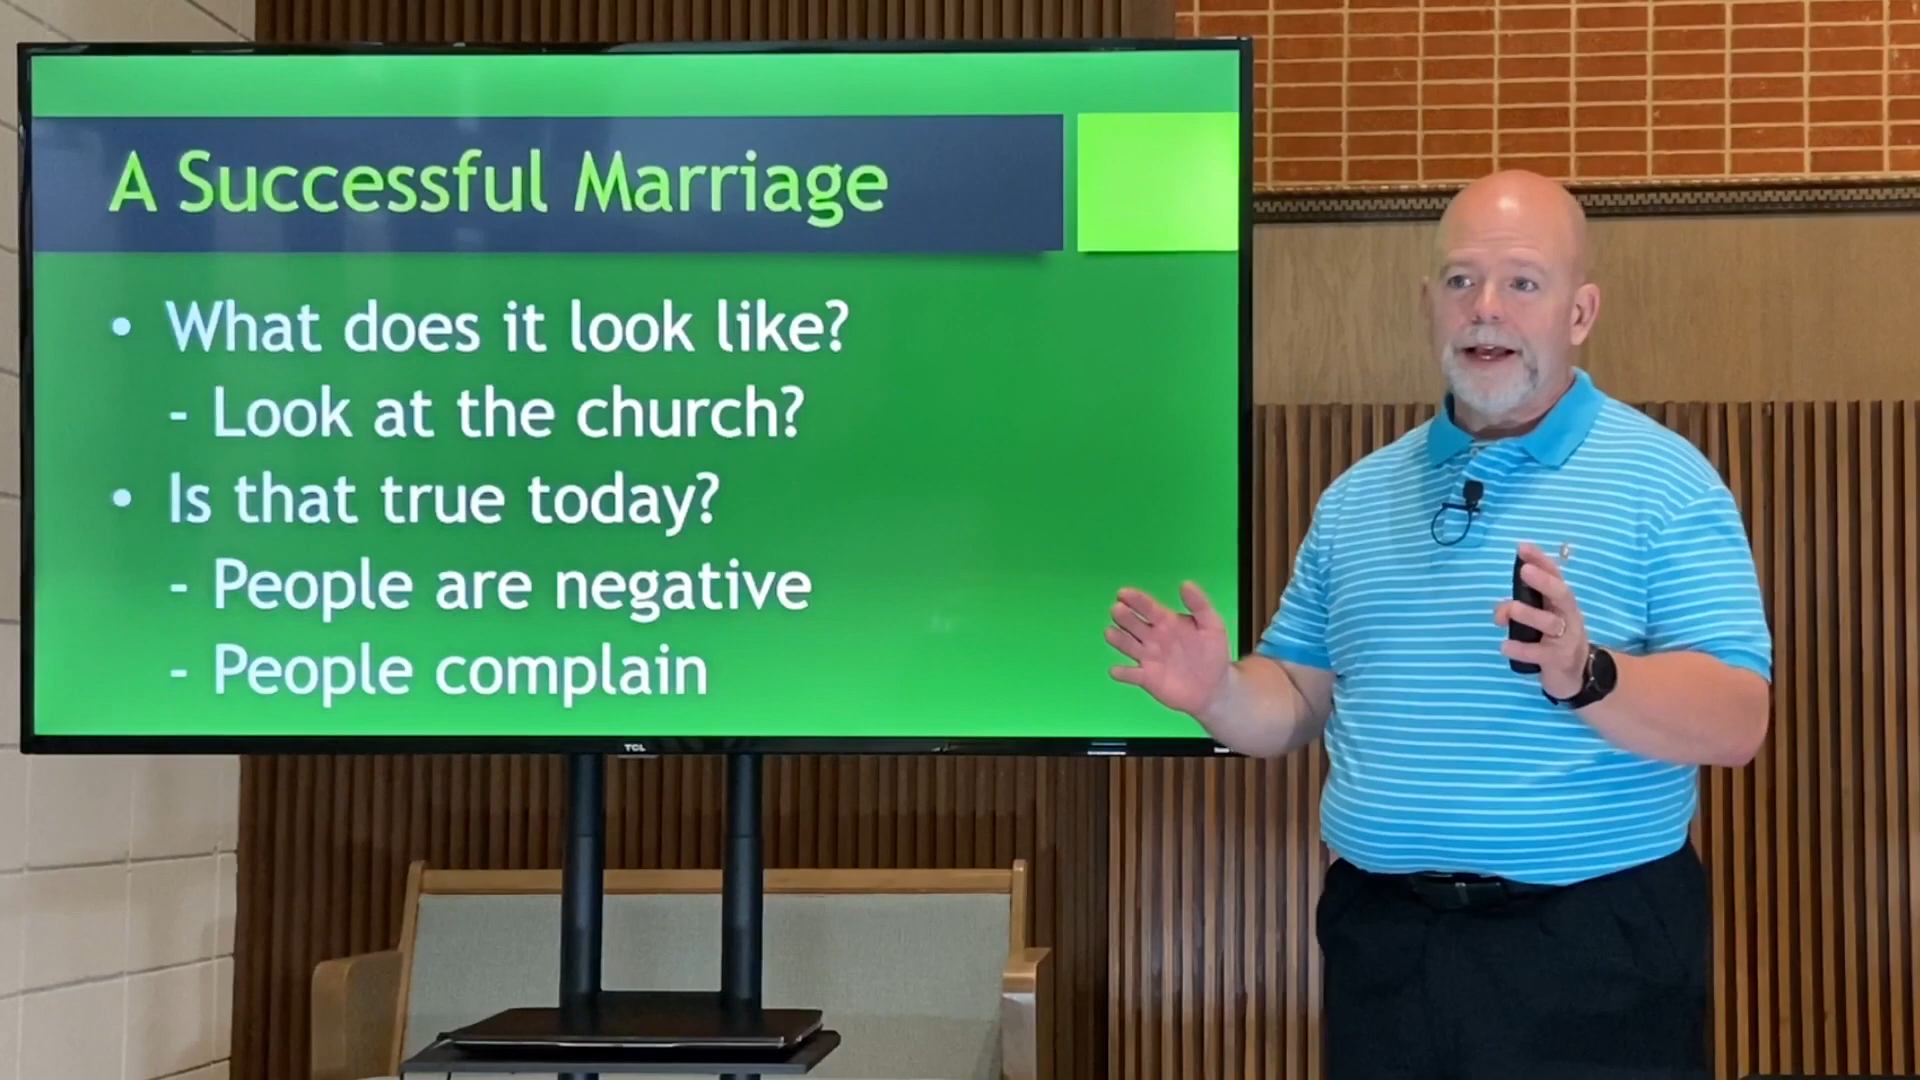 A Successful Marriage
• What does it look like?
- Look at the church?
• Is that true today?
- People are negative
- People complain
TCL